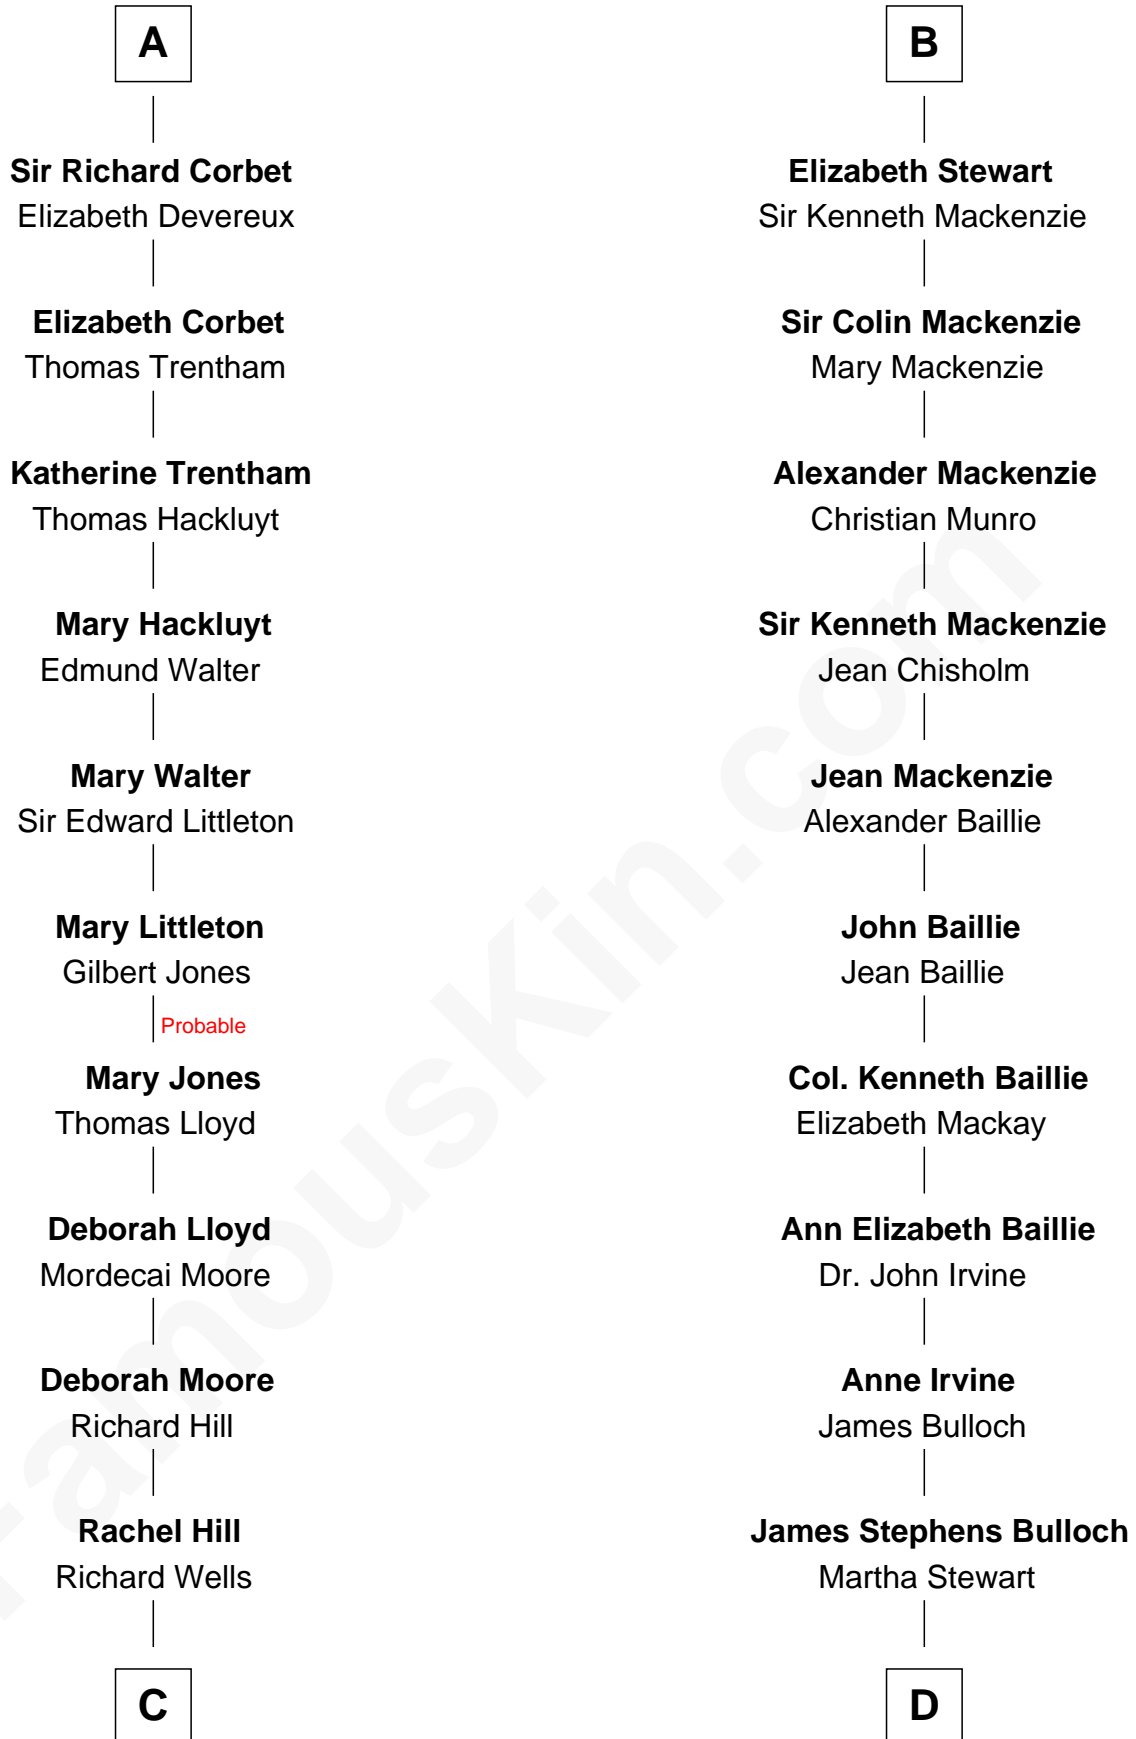 A
Sir Richard Corbet
Elizabeth Devereux
Elizabeth Corbet
Thomas Trentham
Katherine Trentham
Thomas Hackluyt
Mary Hackluyt
Edmund Walter
Mary Walter
Sir Edward Littleton
Mary Littleton
Gilbert Jones
Probable
Mary Jones
Thomas Lloyd
Deborah Lloyd
Mordecai Moore
Deborah Moore
Richard Hill
Rachel Hill
Richard Wells
C
B
Elizabeth Stewart
Sir Kenneth Mackenzie
Sir Colin Mackenzie
Mary Mackenzie
Alexander Mackenzie
Christian Munro
Sir Kenneth Mackenzie
Jean Chisholm
Jean Mackenzie
Alexander Baillie
John Baillie
Jean Baillie
Col. Kenneth Baillie
Elizabeth Mackay
Ann Elizabeth Baillie
Dr. John Irvine
Anne Irvine
James Bulloch
James Stephens Bulloch
Martha Stewart
D
FamousKin.com